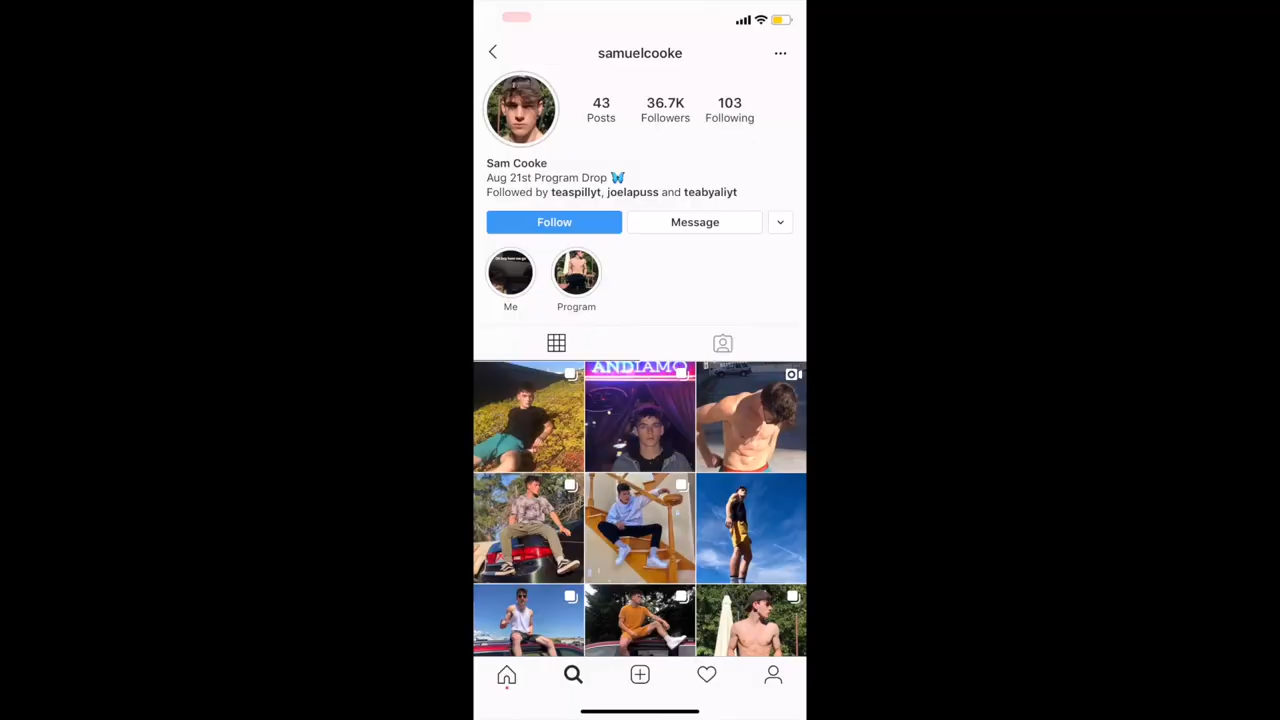 samuelcooke
43 36.7K 103
Posts Followers Following
Sam Cooke
Aug 21st Program Drop 🦋
Followed by teaspillyt, joelapuss and teabyaliyt
Follow Message
Me Program
ANDIAMO